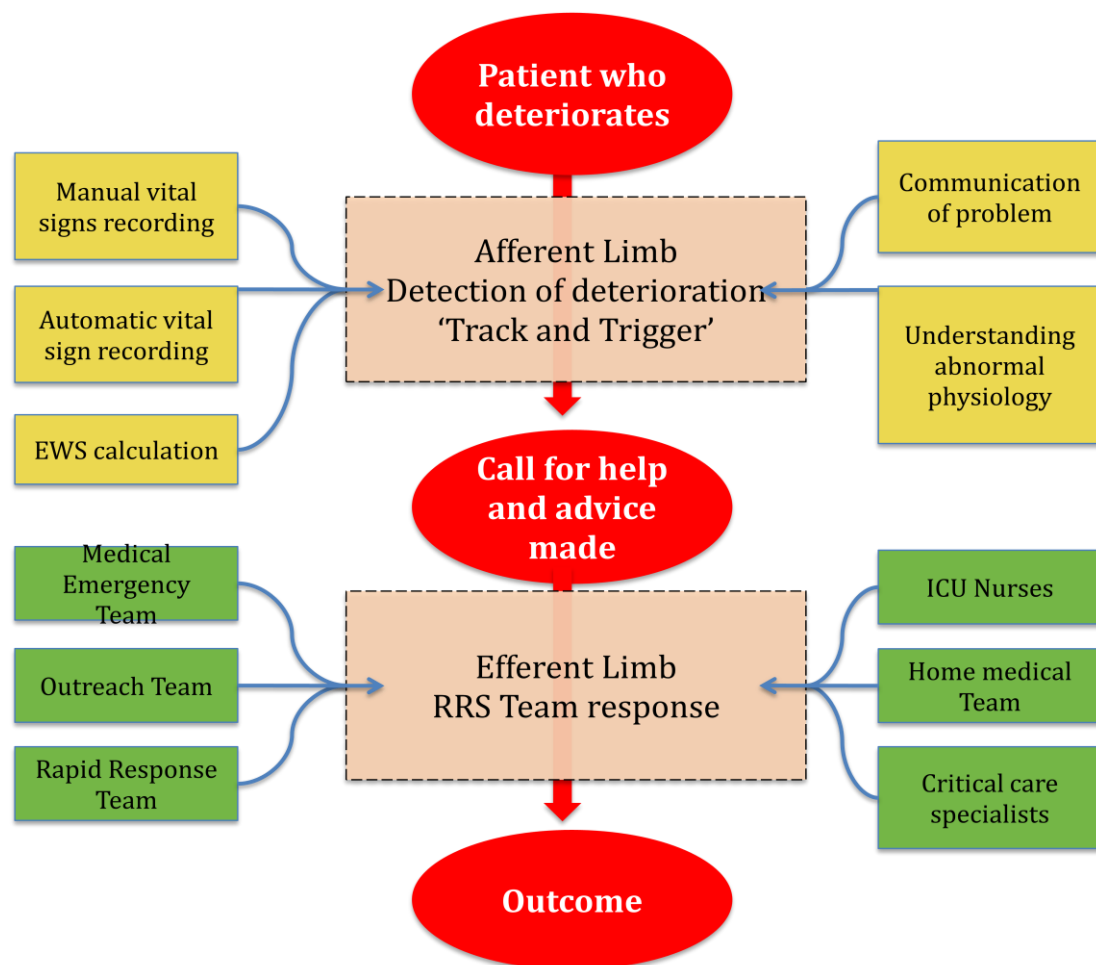 Patient who
deteriorates
Manual vital
signs recording
Automatic vital
sign recording
EWS calculation
Afferent Limb
Detection of deterioration
‘Track and Trigger’
Communication
of problem
Understanding
abnormal
physiology
Call for help
and advice
made
Medical
Emergency
Team
Outreach Team
Rapid Response
Team
Efferent Limb
RRS Team response
ICU Nurses
Home medical
Team
Critical care
specialists
Outcome